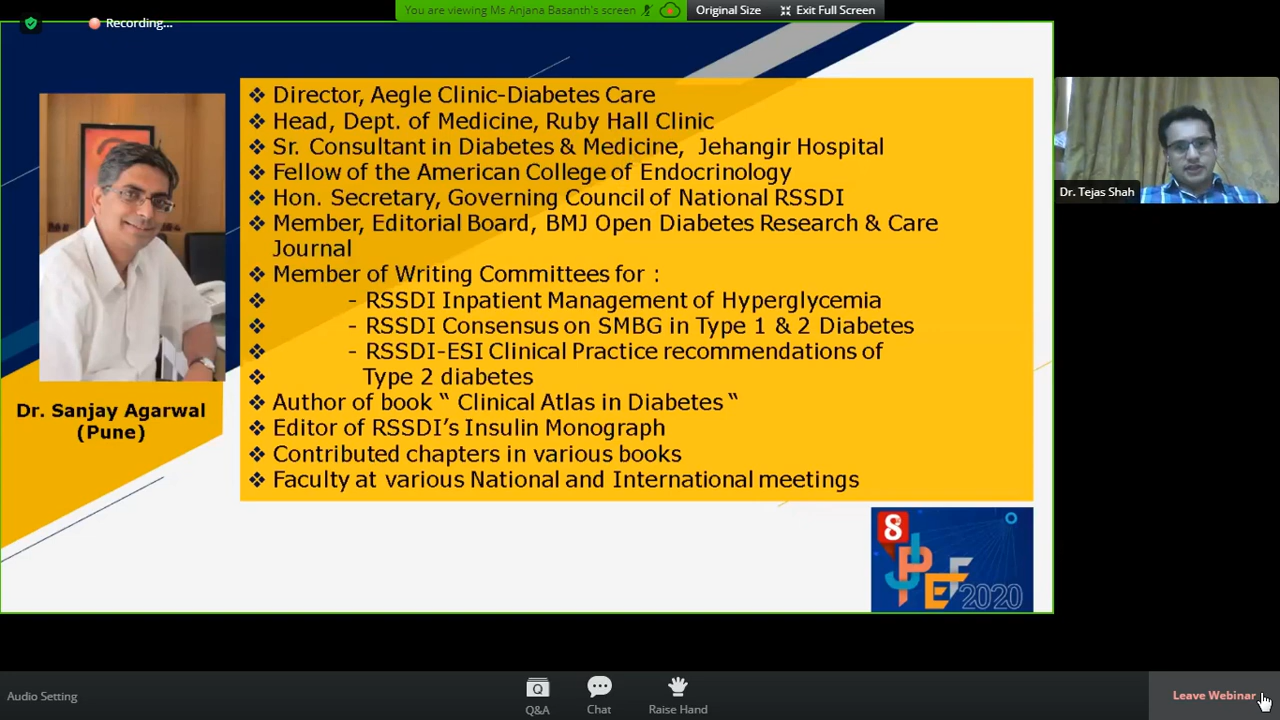 You are viewing Ms Anjana Basanth's screen
Original Size
Exit Full Screen
Recording...
Director, Aegle Clinic-Diabetes Care
Head, Dept. of Medicine, Ruby Hall Clinic
Sr. Consultant in Diabetes & Medicine, Jehangir Hospital
Fellow of the American College of Endocrinology
Hon. Secretary, Governing Council of National RSSDI
Member, Editorial Board, BMJ Open Diabetes Research & Care
Journal
Member of Writing Committees for :
- RSSDI Inpatient Management of Hyperglycemia
- RSSDI Consensus on SMBG in Type 1 & 2 Diabetes
- RSSDI-ESI Clinical Practice recommendations of
Type 2 diabetes
Author of book “ Clinical Atlas in Diabetes “
Editor of RSSDI’s Insulin Monograph
Contributed chapters in various books
Faculty at various National and International meetings
Dr. Sanjay Agarwal
(Pune)
Dr. Tejas Shah
8
JPEF
2020
Audio Setting
Q
Q&A
Chat
Raise Hand
Leave Webinar